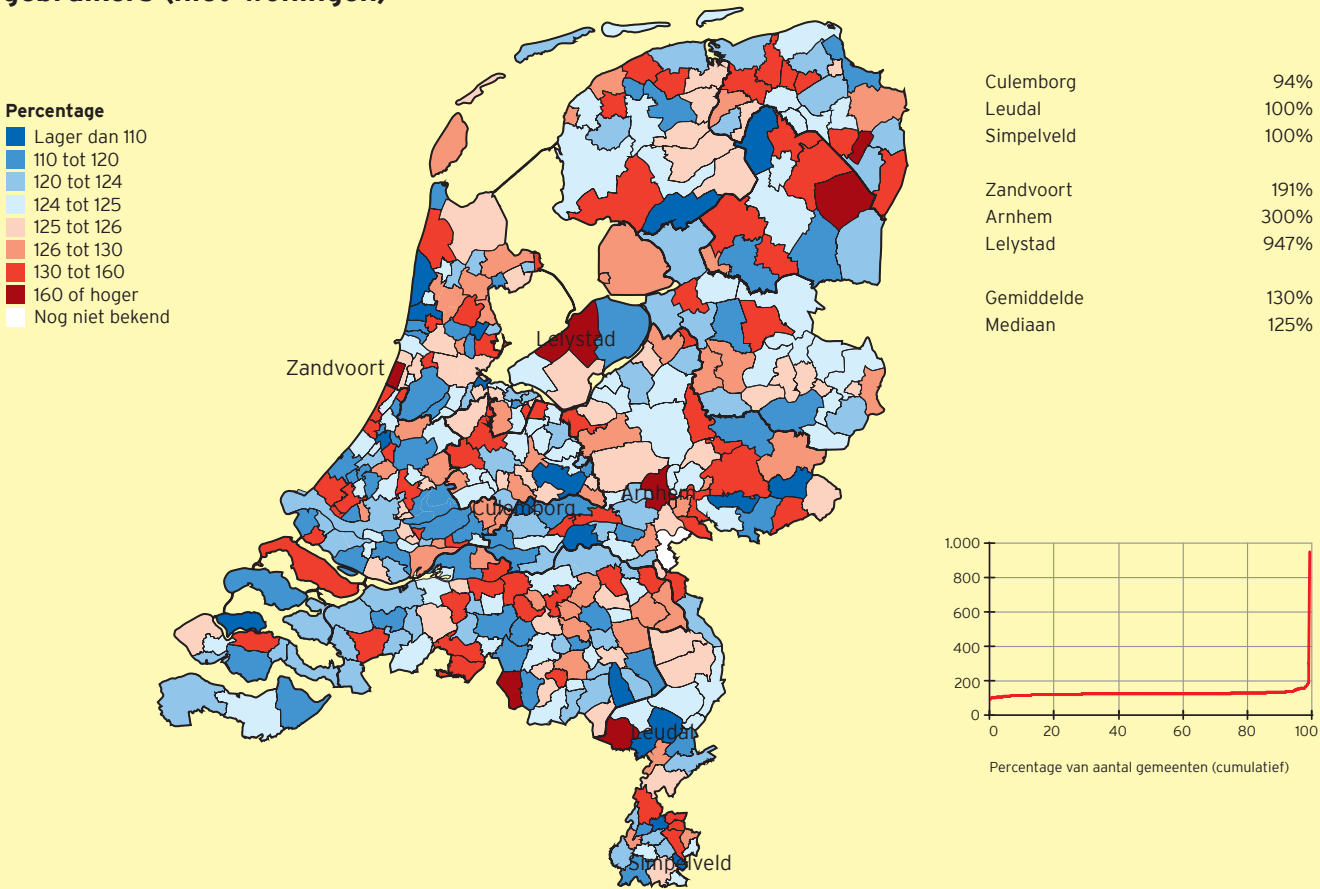 gebruikers (niet-woningen)
Percentage
Lager dan 110
110 tot 120
120 tot 124
124 tot 125
125 tot 126
126 tot 130
130 tot 160
160 of hoger
Nog niet bekend
Zandvoort
Lelystad
Arnhem
Culemborg
Leudal
Simpelveld
Culemborg 94%
Leudal 100%
Simpelveld 100%
Zandvoort 191%
Arnhem 300%
Lelystad 947%
Gemiddelde 130%
Mediaan 125%
1.000
800
600
400
200
0
0 20 40 60 80 100
Percentage van aantal gemeenten (cumulatief)